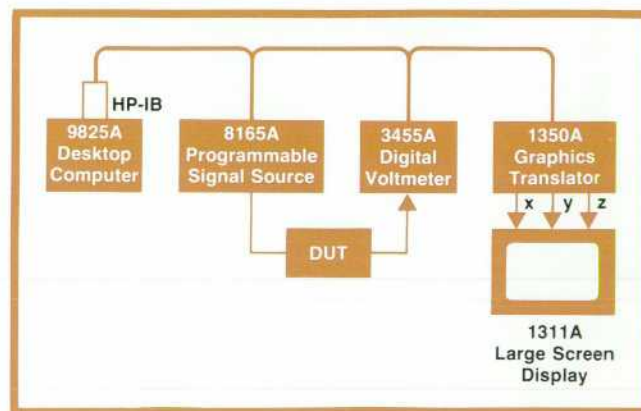 HP-IB
9825A
Desktop
Computer
8165A
Programmable
Signal Source
3455A
Digital
Voltmeter
1350A
Graphics
Translator
x y z
DUT
1311A
Large Screen
Display